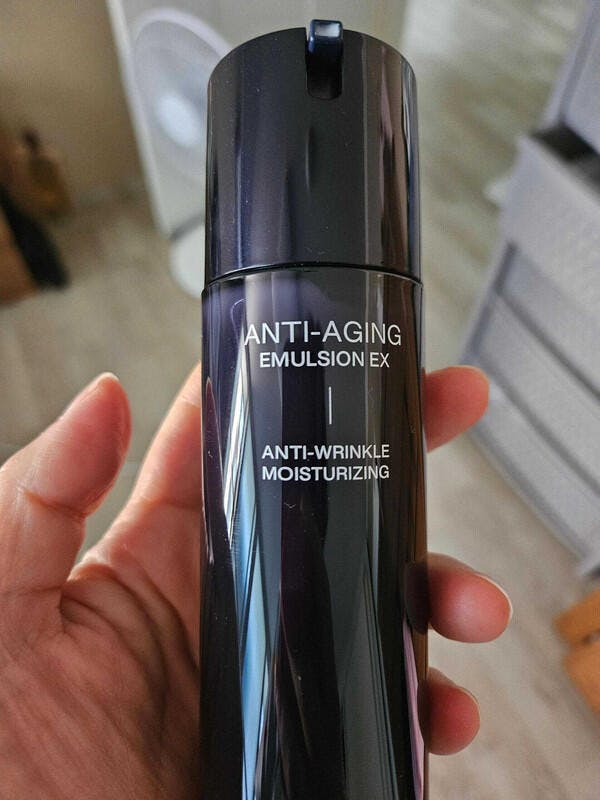 ANTI-AGING
EMULSION EX
ANTI-WRINKLE
MOISTURIZING